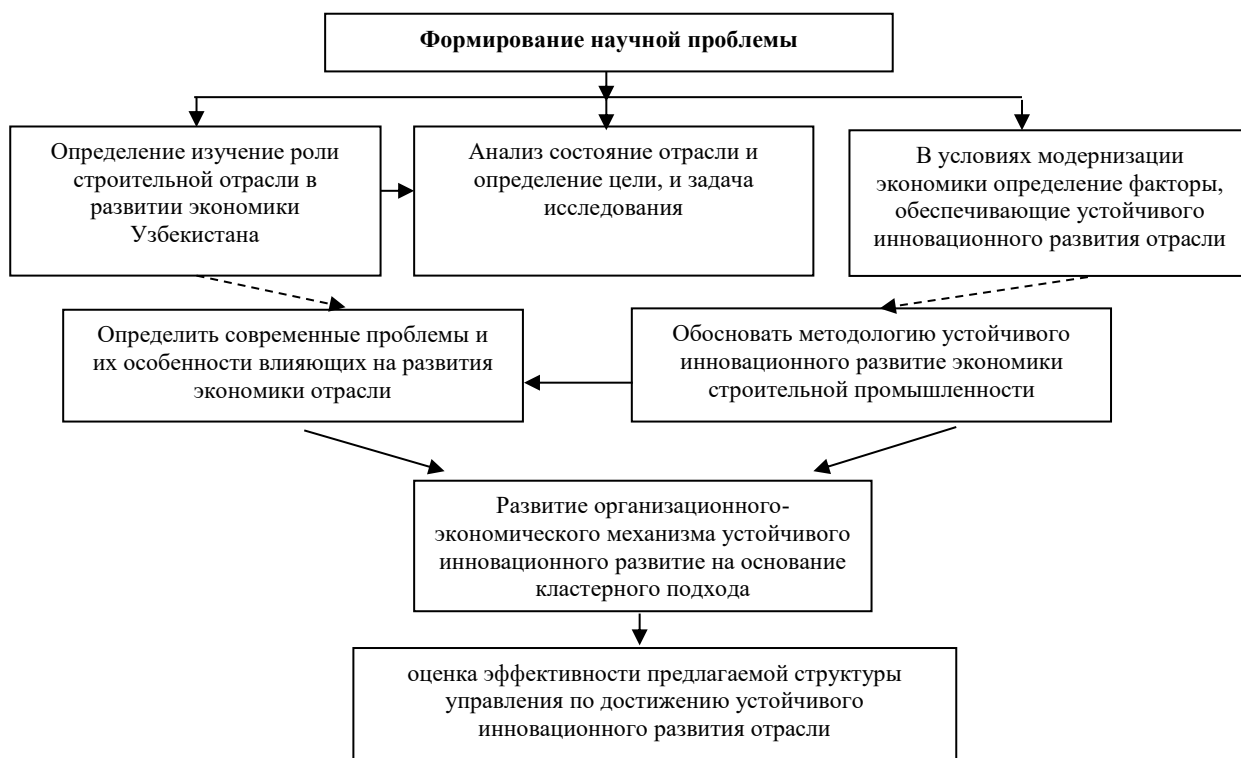 Формирование научной проблемы
Определение изучение роли
строительной отрасли в
развитии экономики
Узбекистана
Анализ состояние отрасли и
определение цели, и задача
исследования
В условиях модернизации
экономики определение факторы,
обеспечивающие устойчивого
инновационного развития отрасли
Определить современные проблемы и
их особенности влияющих на развития
экономики отрасли
Обосновать методологию устойчивого
инновационного развитие экономики
строительной промышленности
Развитие организационного-
экономического механизма устойчивого
инновационного развитие на основание
кластерного подхода
оценка эффективности предлагаемой структуры
управления по достижению устойчивого
инновационного развития отрасли